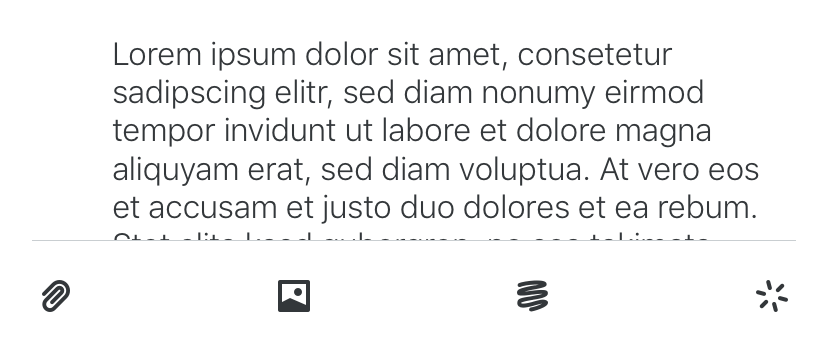 Lorem ipsum dolor sit amet, consetetur
sadipscing elitr, sed diam nonumy eirmod
tempor invidunt ut labore et dolore magna
aliquyam erat, sed diam voluptua. At vero eos
et accusam et justo duo dolores et ea rebum.